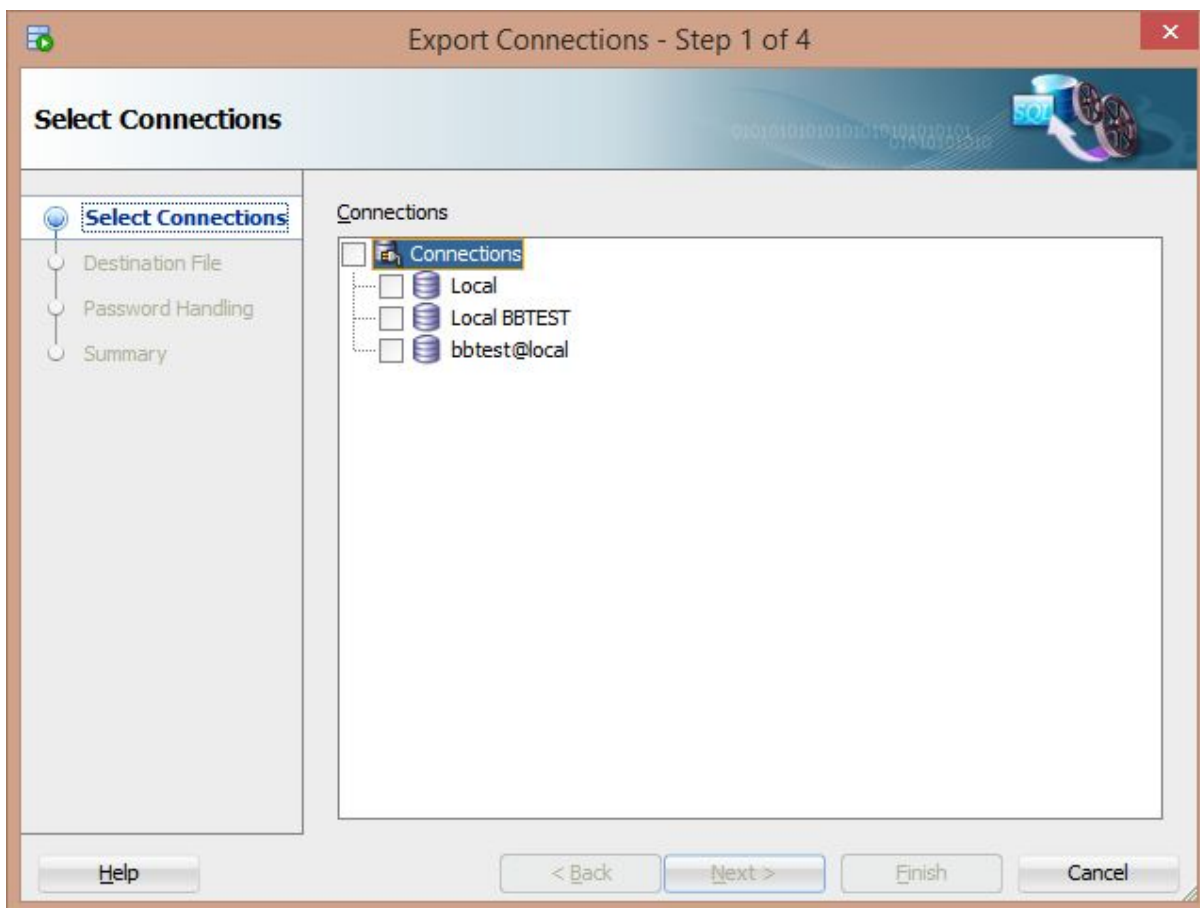 Export Connections - Step 1 of 4
Select Connections
SQL
Select Connections
Destination File
Password Handling
Summary
Connections
Connections
Local
Local BBTEST
bbtest@local
Help
< Back
Next >
Finish
Cancel